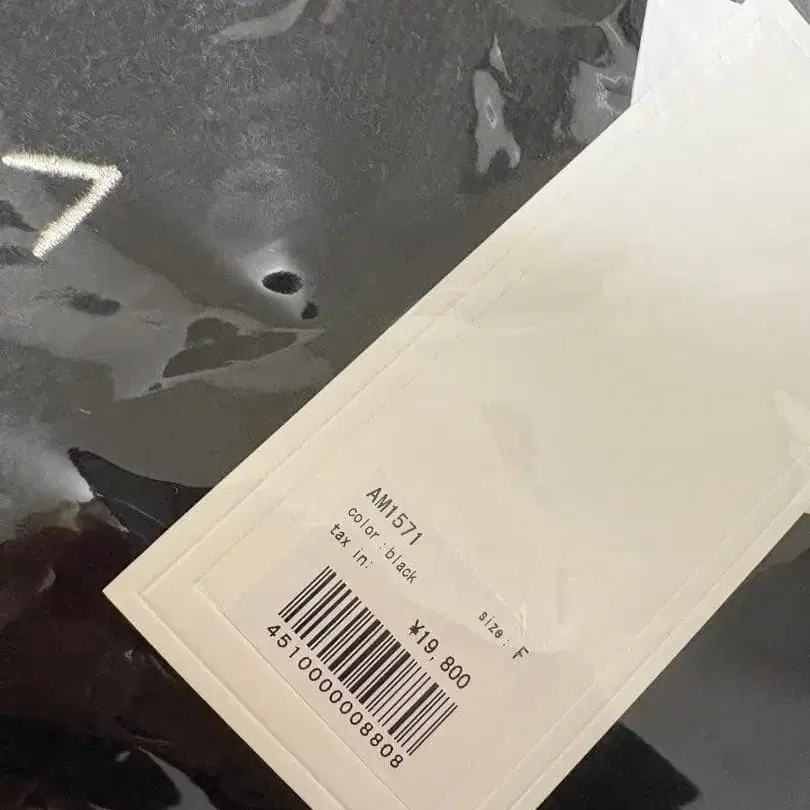 AM1571
color:black
tax in:
size: F
¥19,800
4510000008808